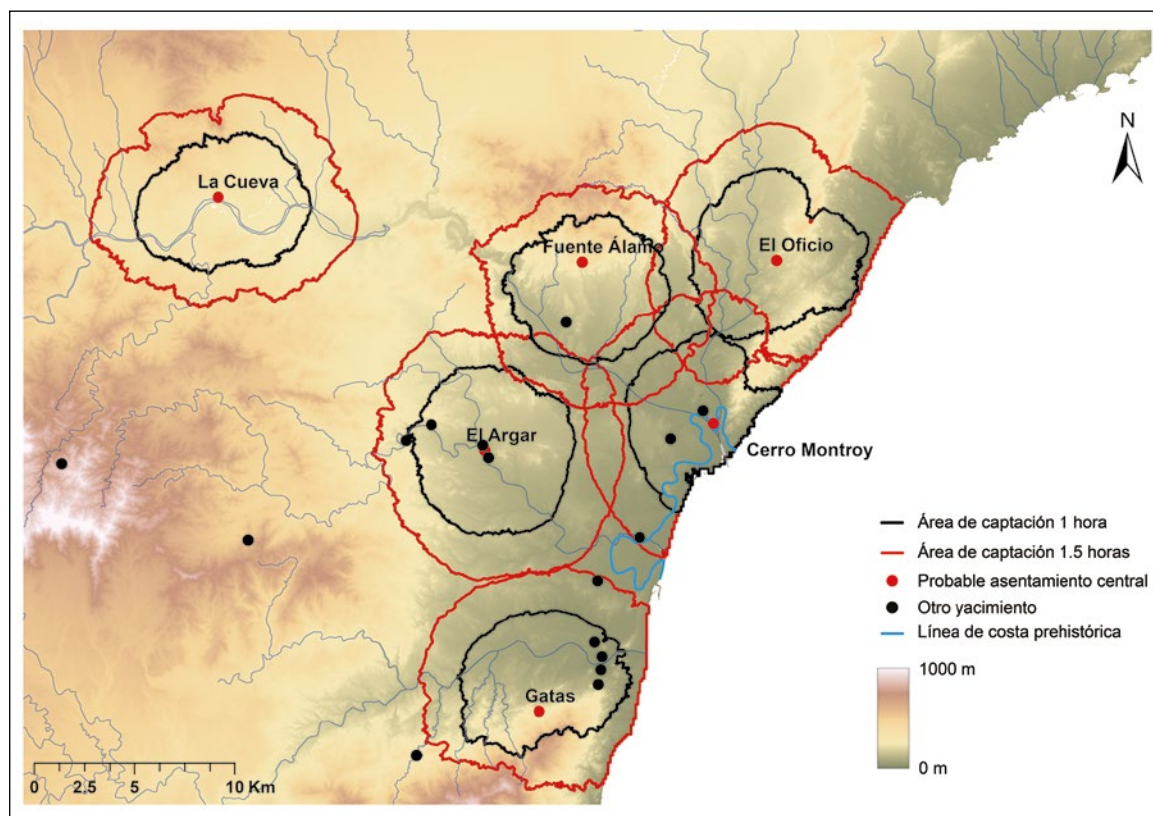 N
La Cueva
Fuente Álamo
El Oficio
El Argar
Cerro Montroy
Gatas
Área de captación 1 hora
Área de captación 1.5 horas
Probable asentamiento central
Otro yacimiento
Línea de costa prehistórica
1000 m
0 m
0 2.5 5 10 Km